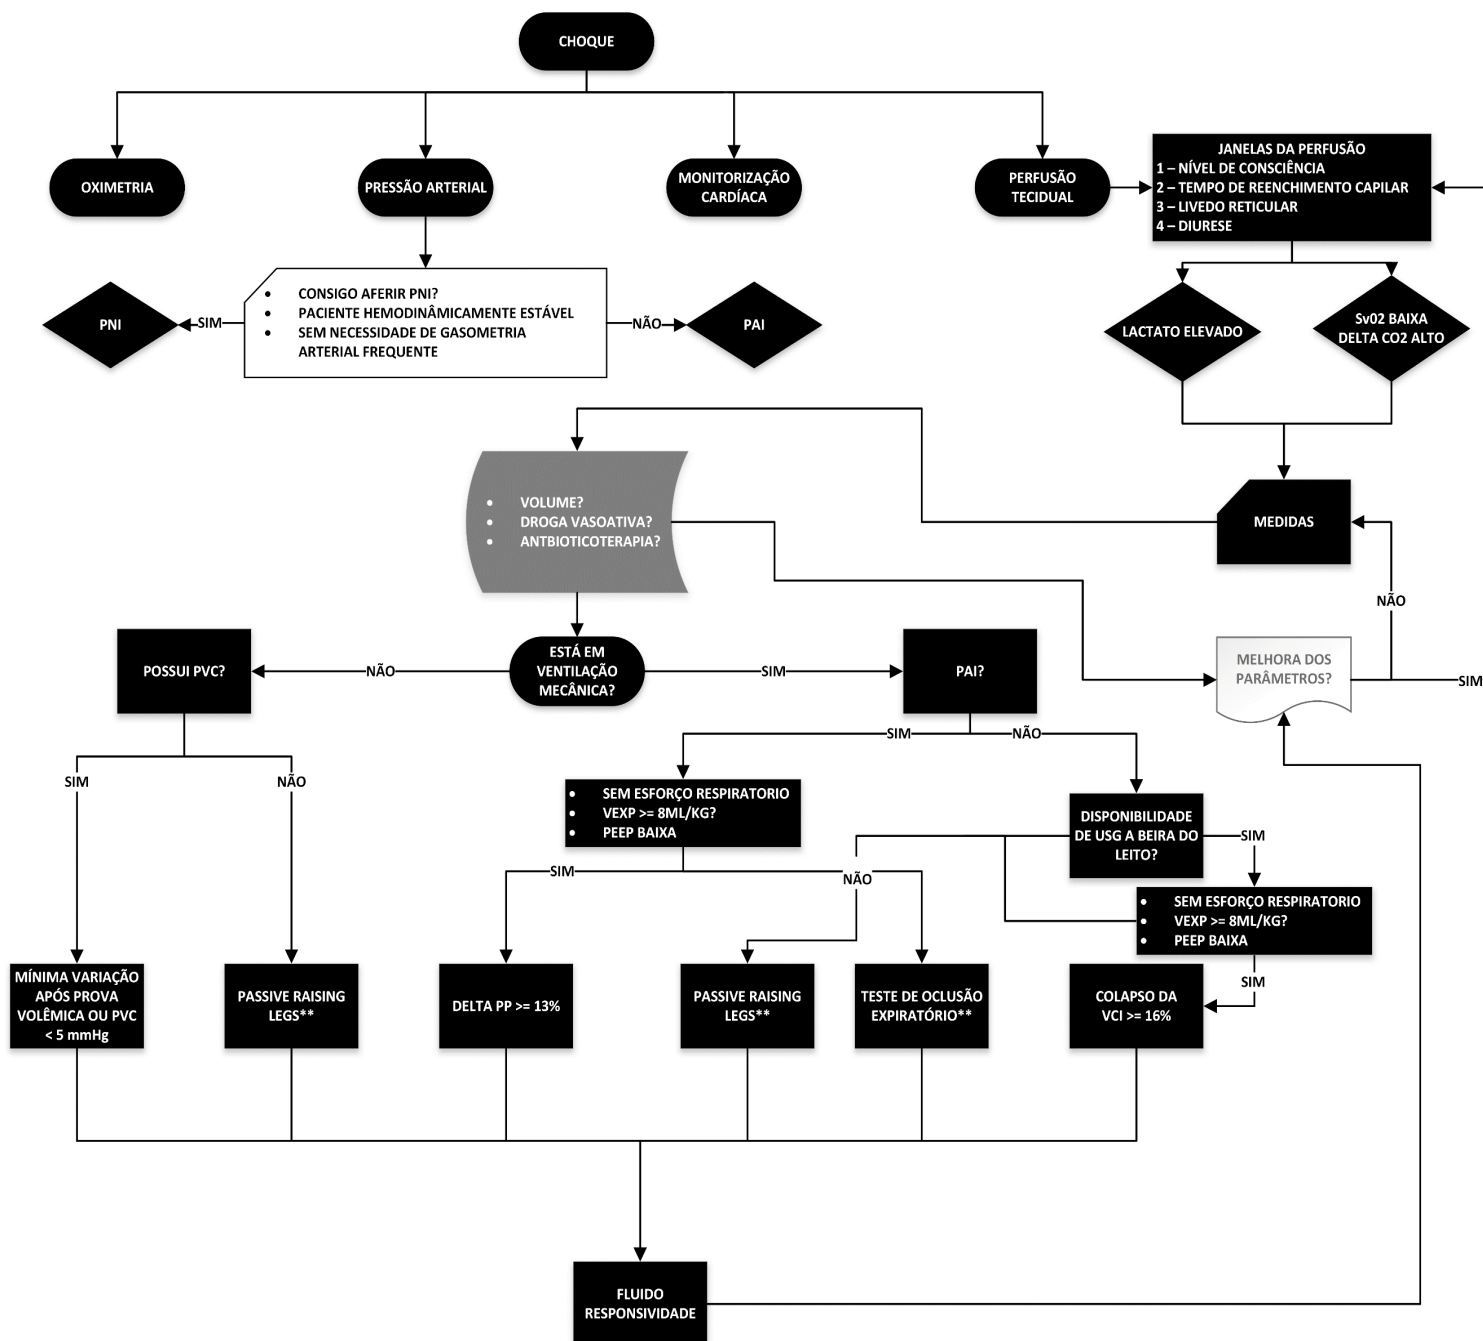 CHOQUE
OXIMETRIA
PRESSÃO ARTERIAL
MONITORIZAÇÃO
CARDÍACA
PERFUSÃO
TECIDUAL
JANELAS DA PERFUSÃO
1 – NÍVEL DE CONSCIÊNCIA
2 – TEMPO DE REENCHIMENTO CAPILAR
3 – LIVEDO RETICULAR
4 – DIURESE
PNI
SIM
• CONSIGO AFERIR PNI?
• PACIENTE HEMODINÂMICAMENTE ESTÁVEL
• SEM NECESSIDADE DE GASOMETRIA
ARTERIAL FREQUENTE
NÃO
PAI
LACTATO ELEVADO
Sv02 BAIXA
DELTA CO2 ALTO
• VOLUME?
• DROGA VASOATIVA?
• ANTBIOTICOTERAPIA?
MEDIDAS
NÃO
POSSUI PVC?
NÃO
ESTÁ EM
VENTILAÇÃO
MECÂNICA?
SIM
PAI?
MELHORA DOS
PARÂMETROS?
SIM
SIM
NÃO
SIM
NÃO
• SEM ESFORÇO RESPIRATORIO
• VEXP >= 8ML/KG?
• PEEP BAIXA
DISPONIBILIDADE
DE USG A BEIRA DO
LEITO?
SIM
SIM
NÃO
• SEM ESFORÇO RESPIRATORIO
• VEXP >= 8ML/KG?
• PEEP BAIXA
SIM
MÍNIMA VARIAÇÃO
APÓS PROVA
VOLÊMICA OU PVC
< 5 mmHg
PASSIVE RAISING
LEGS**
DELTA PP >= 13%
PASSIVE RAISING
LEGS**
TESTE DE OCLUSÃO
EXPIRATÓRIO**
COLAPSO DA
VCI >= 16%
FLUIDO
RESPONSIVIDADE